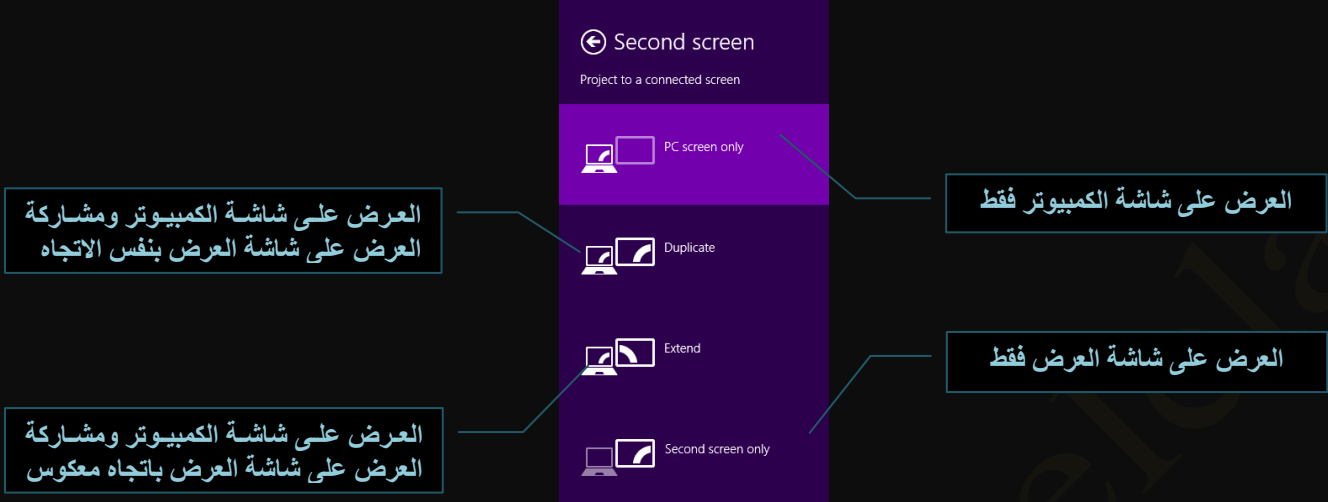 Second screen
Project to a connected screen
PC screen only
العرض على شاشة الكمبيوتر فقط
العرض على شاشة الكمبيوتر ومشاركة
العرض على شاشة العرض بنفس الاتجاه
Duplicate
Extend
العرض على شاشة العرض فقط
العرض على شاشة الكمبيوتر ومشاركة
العرض على شاشة العرض باتجاه معكوس
Second screen only